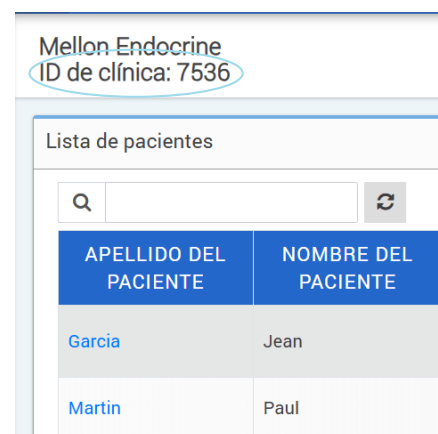 Mellon Endocrine
ID de clínica: 7536
Lista de pacientes
APELLIDO DEL PACIENTE
NOMBRE DEL PACIENTE
Garcia
Jean
Martin
Paul